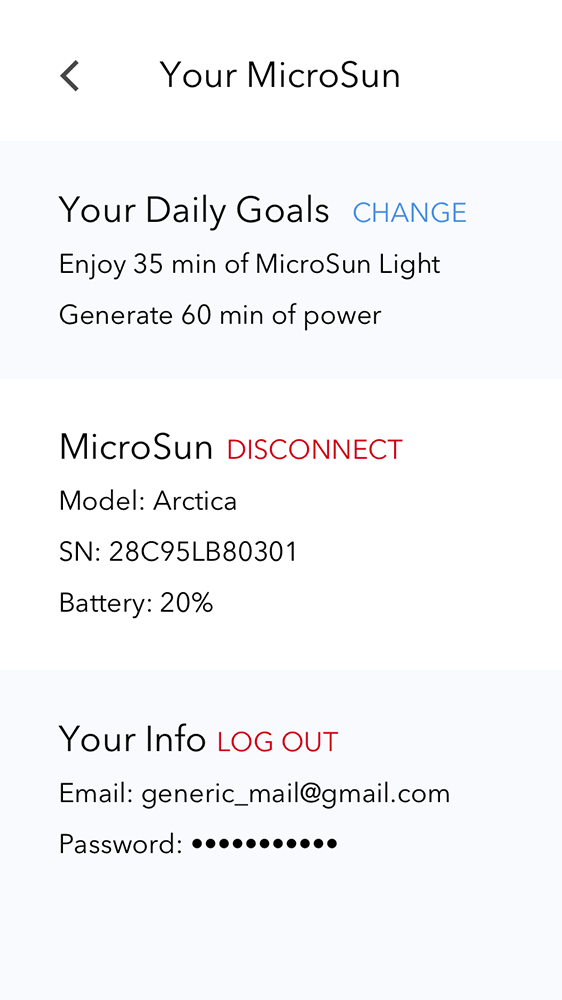 Your MicroSun
Your Daily Goals CHANGE
Enjoy 35 min of MicroSun Light
Generate 60 min of power
MicroSun DISCONNECT
Model: Arctica
SN: 28C95LB80301
Battery: 20%
Your Info LOG OUT
Email: generic_mail@gmail.com
Password: •••••••••••